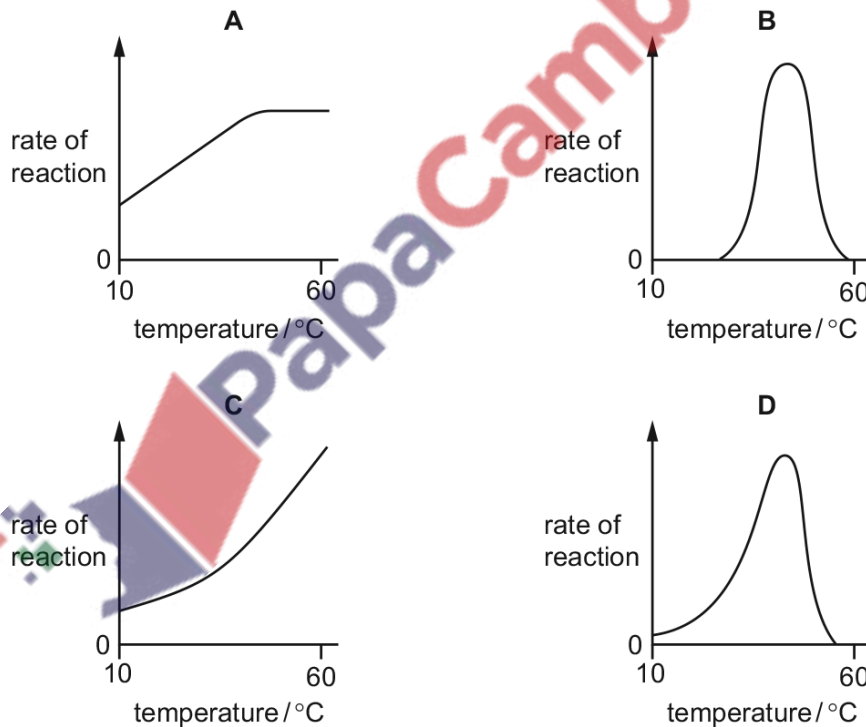 A
B
rate of
reaction
0
10
60
temperature / °C
rate of
reaction
0
10
60
temperature / °C
C
D
rate of
reaction
0
10
60
temperature / °C
rate of
reaction
0
10
60
temperature / °C
PapaCamb